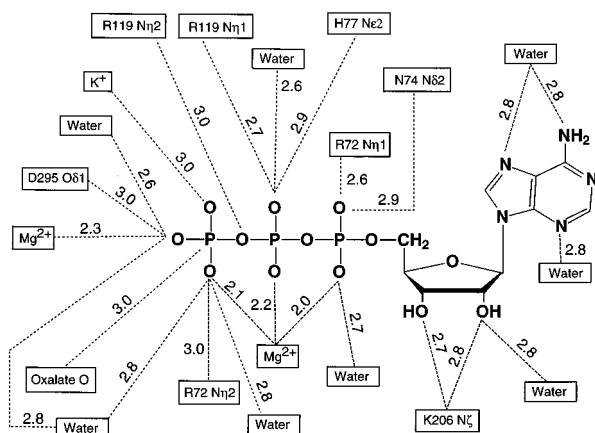 R119 Nη2
R119 Nη1
H77 Nε2
Water
Water
K⁺
2.6
N74 Nδ2
Water
3.0
2.7
2.9
2.8
2.8
NH₂
R72 Nη1
D295 Oδ1
2.6
3.0
2.6
2.9
N
N
3.0
Mg²⁺
2.3
O
O
O
N
N
O P O P O P O CH₂
2.8
O
O
O
O
Water
2.1
2.2
2.0
3.0
HO
OH
2.7
2.7
2.8
2.8
Oxalate O
2.8
3.0
2.8
Mg²⁺
Water
Water
2.8
Water
R72 Nη2
Water
K206 Nζ